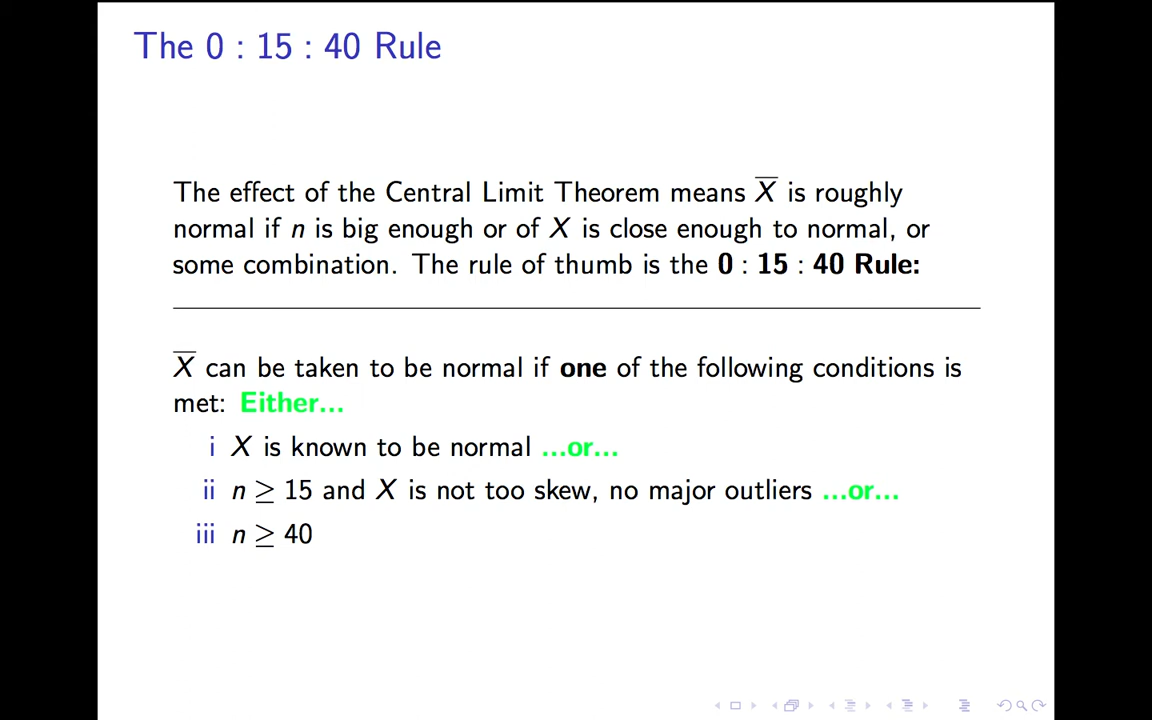 The 0 : 15 : 40 Rule
The effect of the Central Limit Theorem means X̅ is roughly
normal if n is big enough or of X is close enough to normal, or
some combination. The rule of thumb is the 0 : 15 : 40 Rule:
X̅ can be taken to be normal if one of the following conditions is
met: Either...
i X is known to be normal ...or...
ii n ≥ 15 and X is not too skew, no major outliers ...or...
iii n ≥ 40